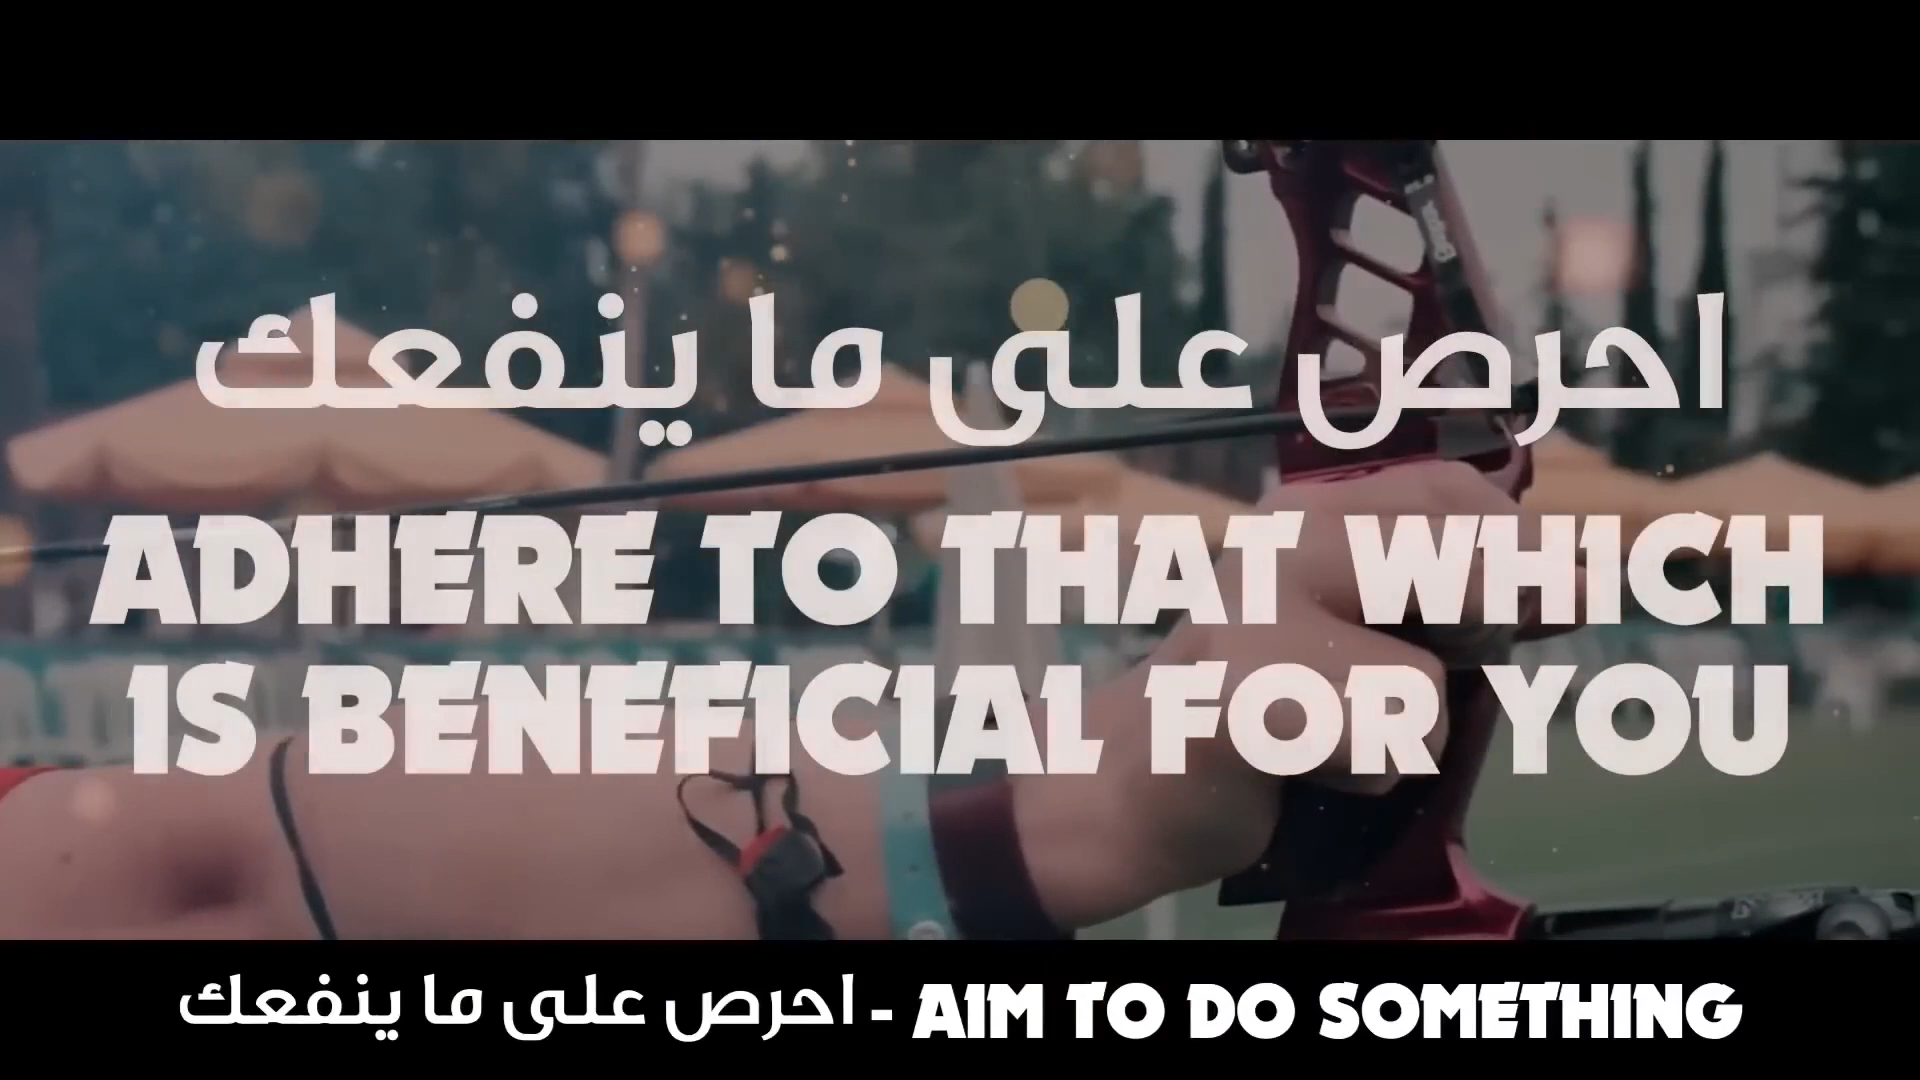 احرص على ما ينفعك
ADHERE TO THAT WHICH
IS BENEFICIAL FOR YOU
احرص على ما ينفعك - AIM TO DO SOMETHING